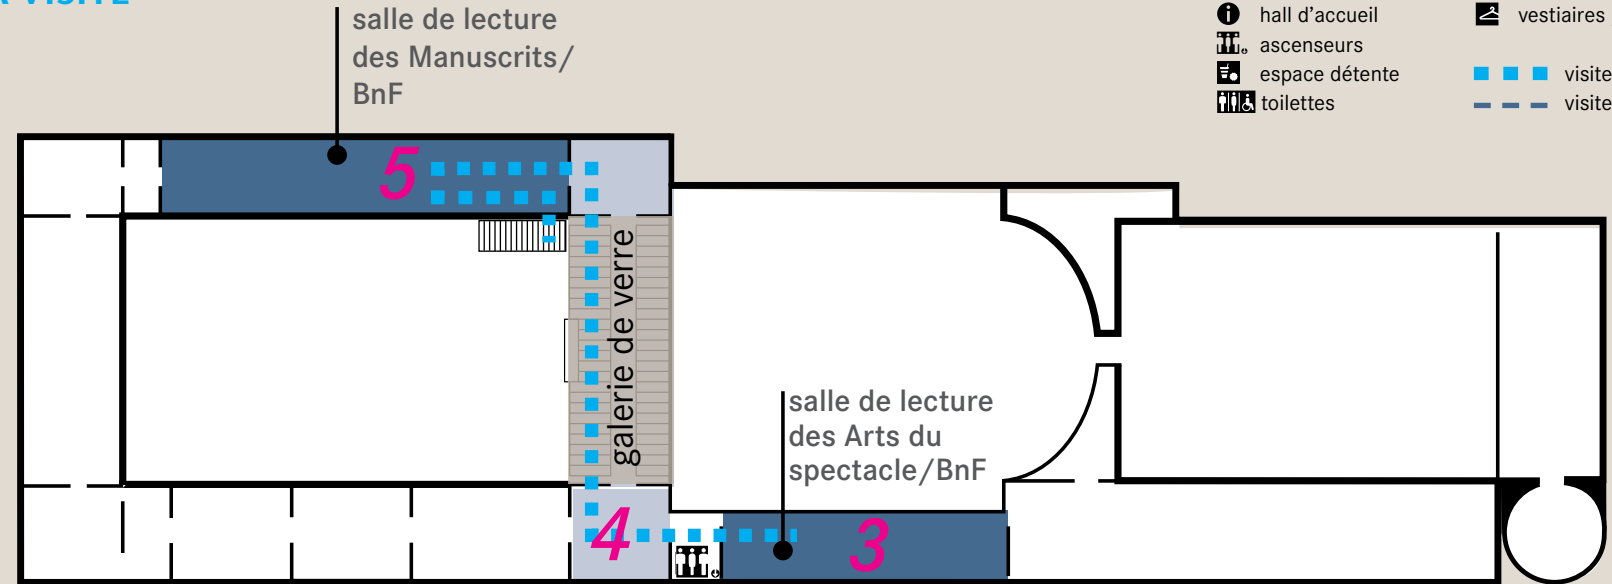 VISITE
salle de lecture
des Manuscrits/
BnF
hall d'accueil
vestiaires
ascenseurs
espace détente
visite
toilettes
visite
5
galerie de verre
salle de lecture
des Arts du
spectacle/BnF
4
3